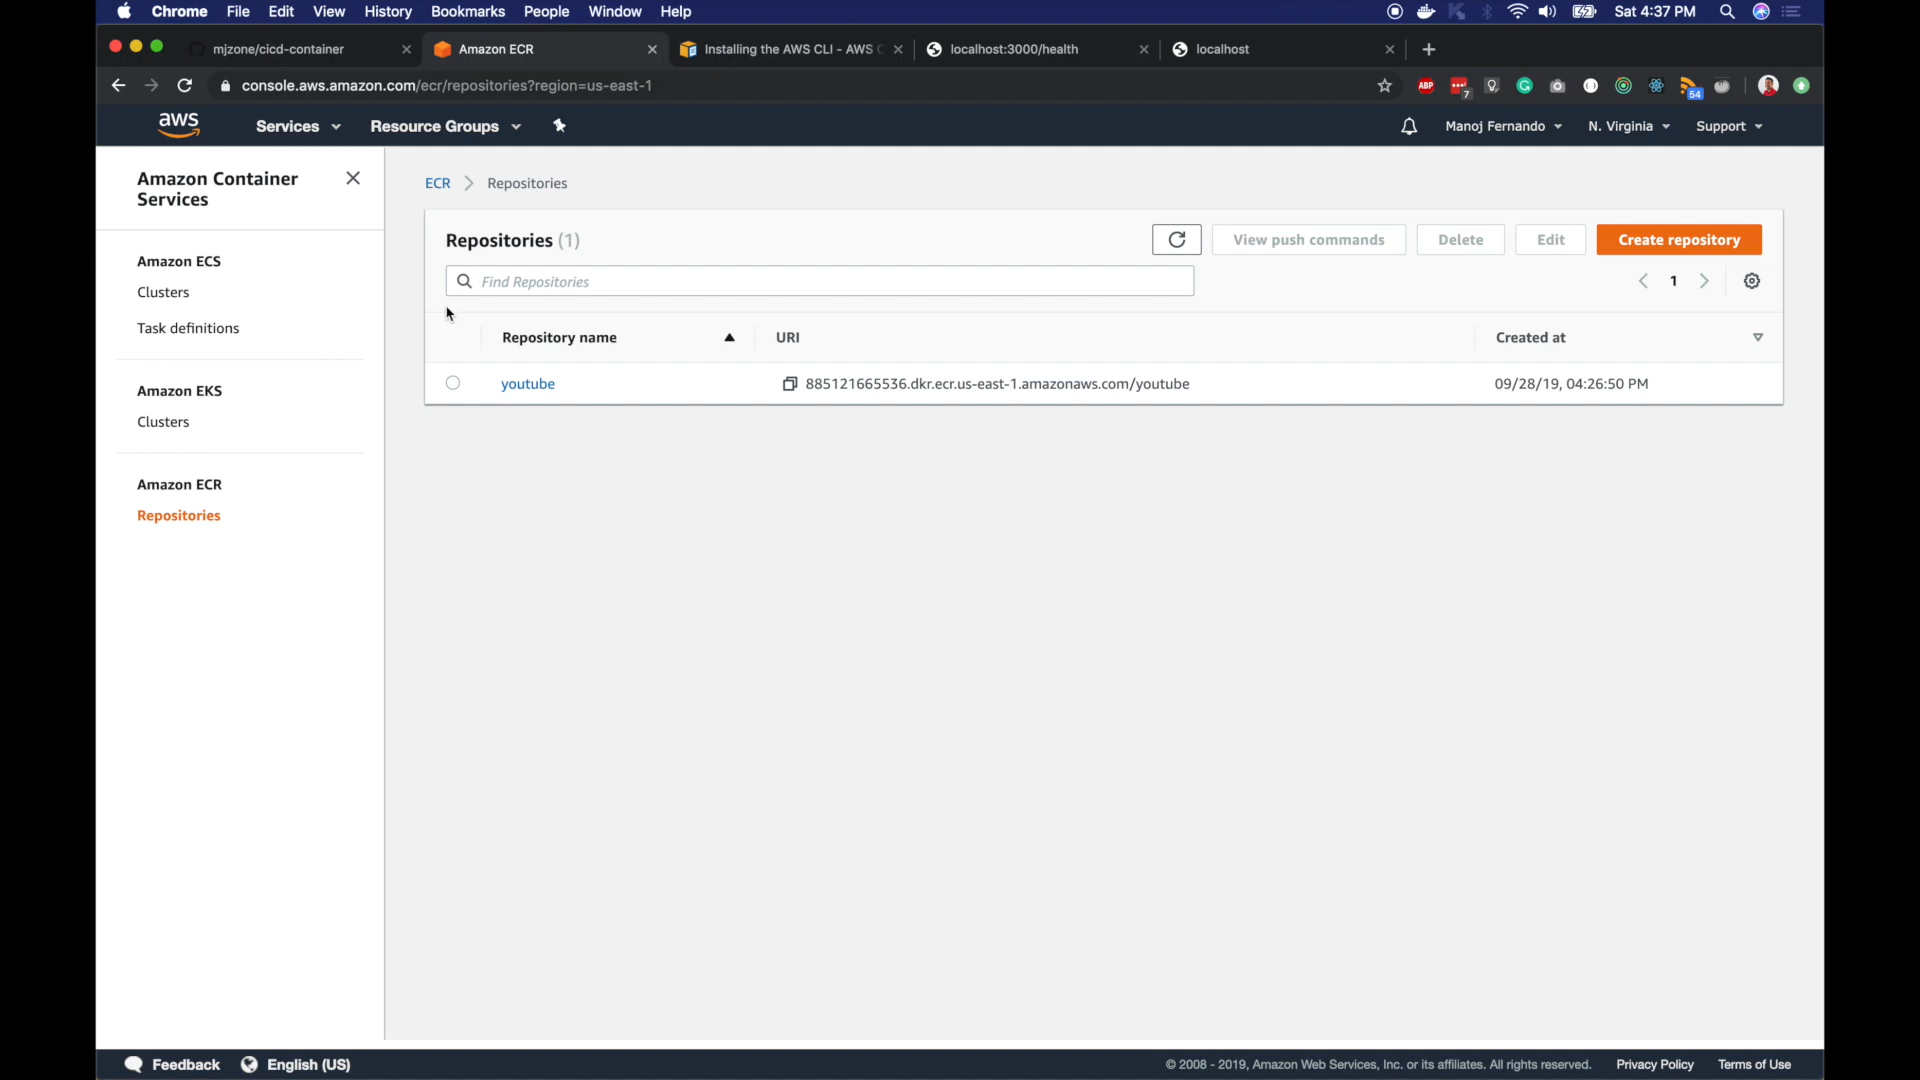 Chrome File Edit View History Bookmarks People Window Help Sat 4:37 PM
mjzone/cicd-container Amazon ECR Installing the AWS CLI - AWS C localhost:3000/health localhost
console.aws.amazon.com/ecr/repositories?region=us-east-1 ABP 7 54
aws Services Resource Groups Manoj Fernando N. Virginia Support
Amazon Container
Services
Amazon ECS
Clusters
Task definitions
Amazon EKS
Clusters
Amazon ECR
Repositories
ECR Repositories
Repositories (1) View push commands Delete Edit Create repository
Find Repositories 1
Repository name URI Created at
youtube 885121665536.dkr.ecr.us-east-1.amazonaws.com/youtube 09/28/19, 04:26:50 PM
Feedback English (US) © 2008 - 2019, Amazon Web Services, Inc. or its affiliates. All rights reserved. Privacy Policy Terms of Use